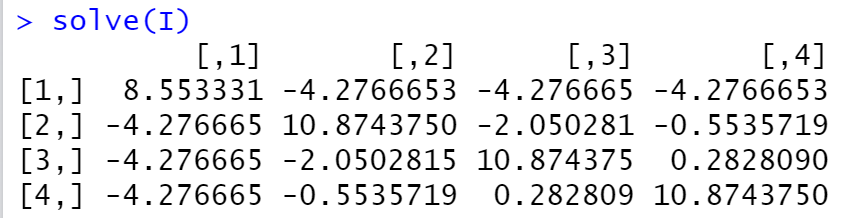 > solve(I)
[,1] [,2] [,3] [,4]
[1,] 8.553331 -4.2766653 -4.276665 -4.2766653
[2,] -4.276665 10.8743750 -2.050281 -0.5535719
[3,] -4.276665 -2.0502815 10.874375 0.2828090
[4,] -4.276665 -0.5535719 0.282809 10.8743750